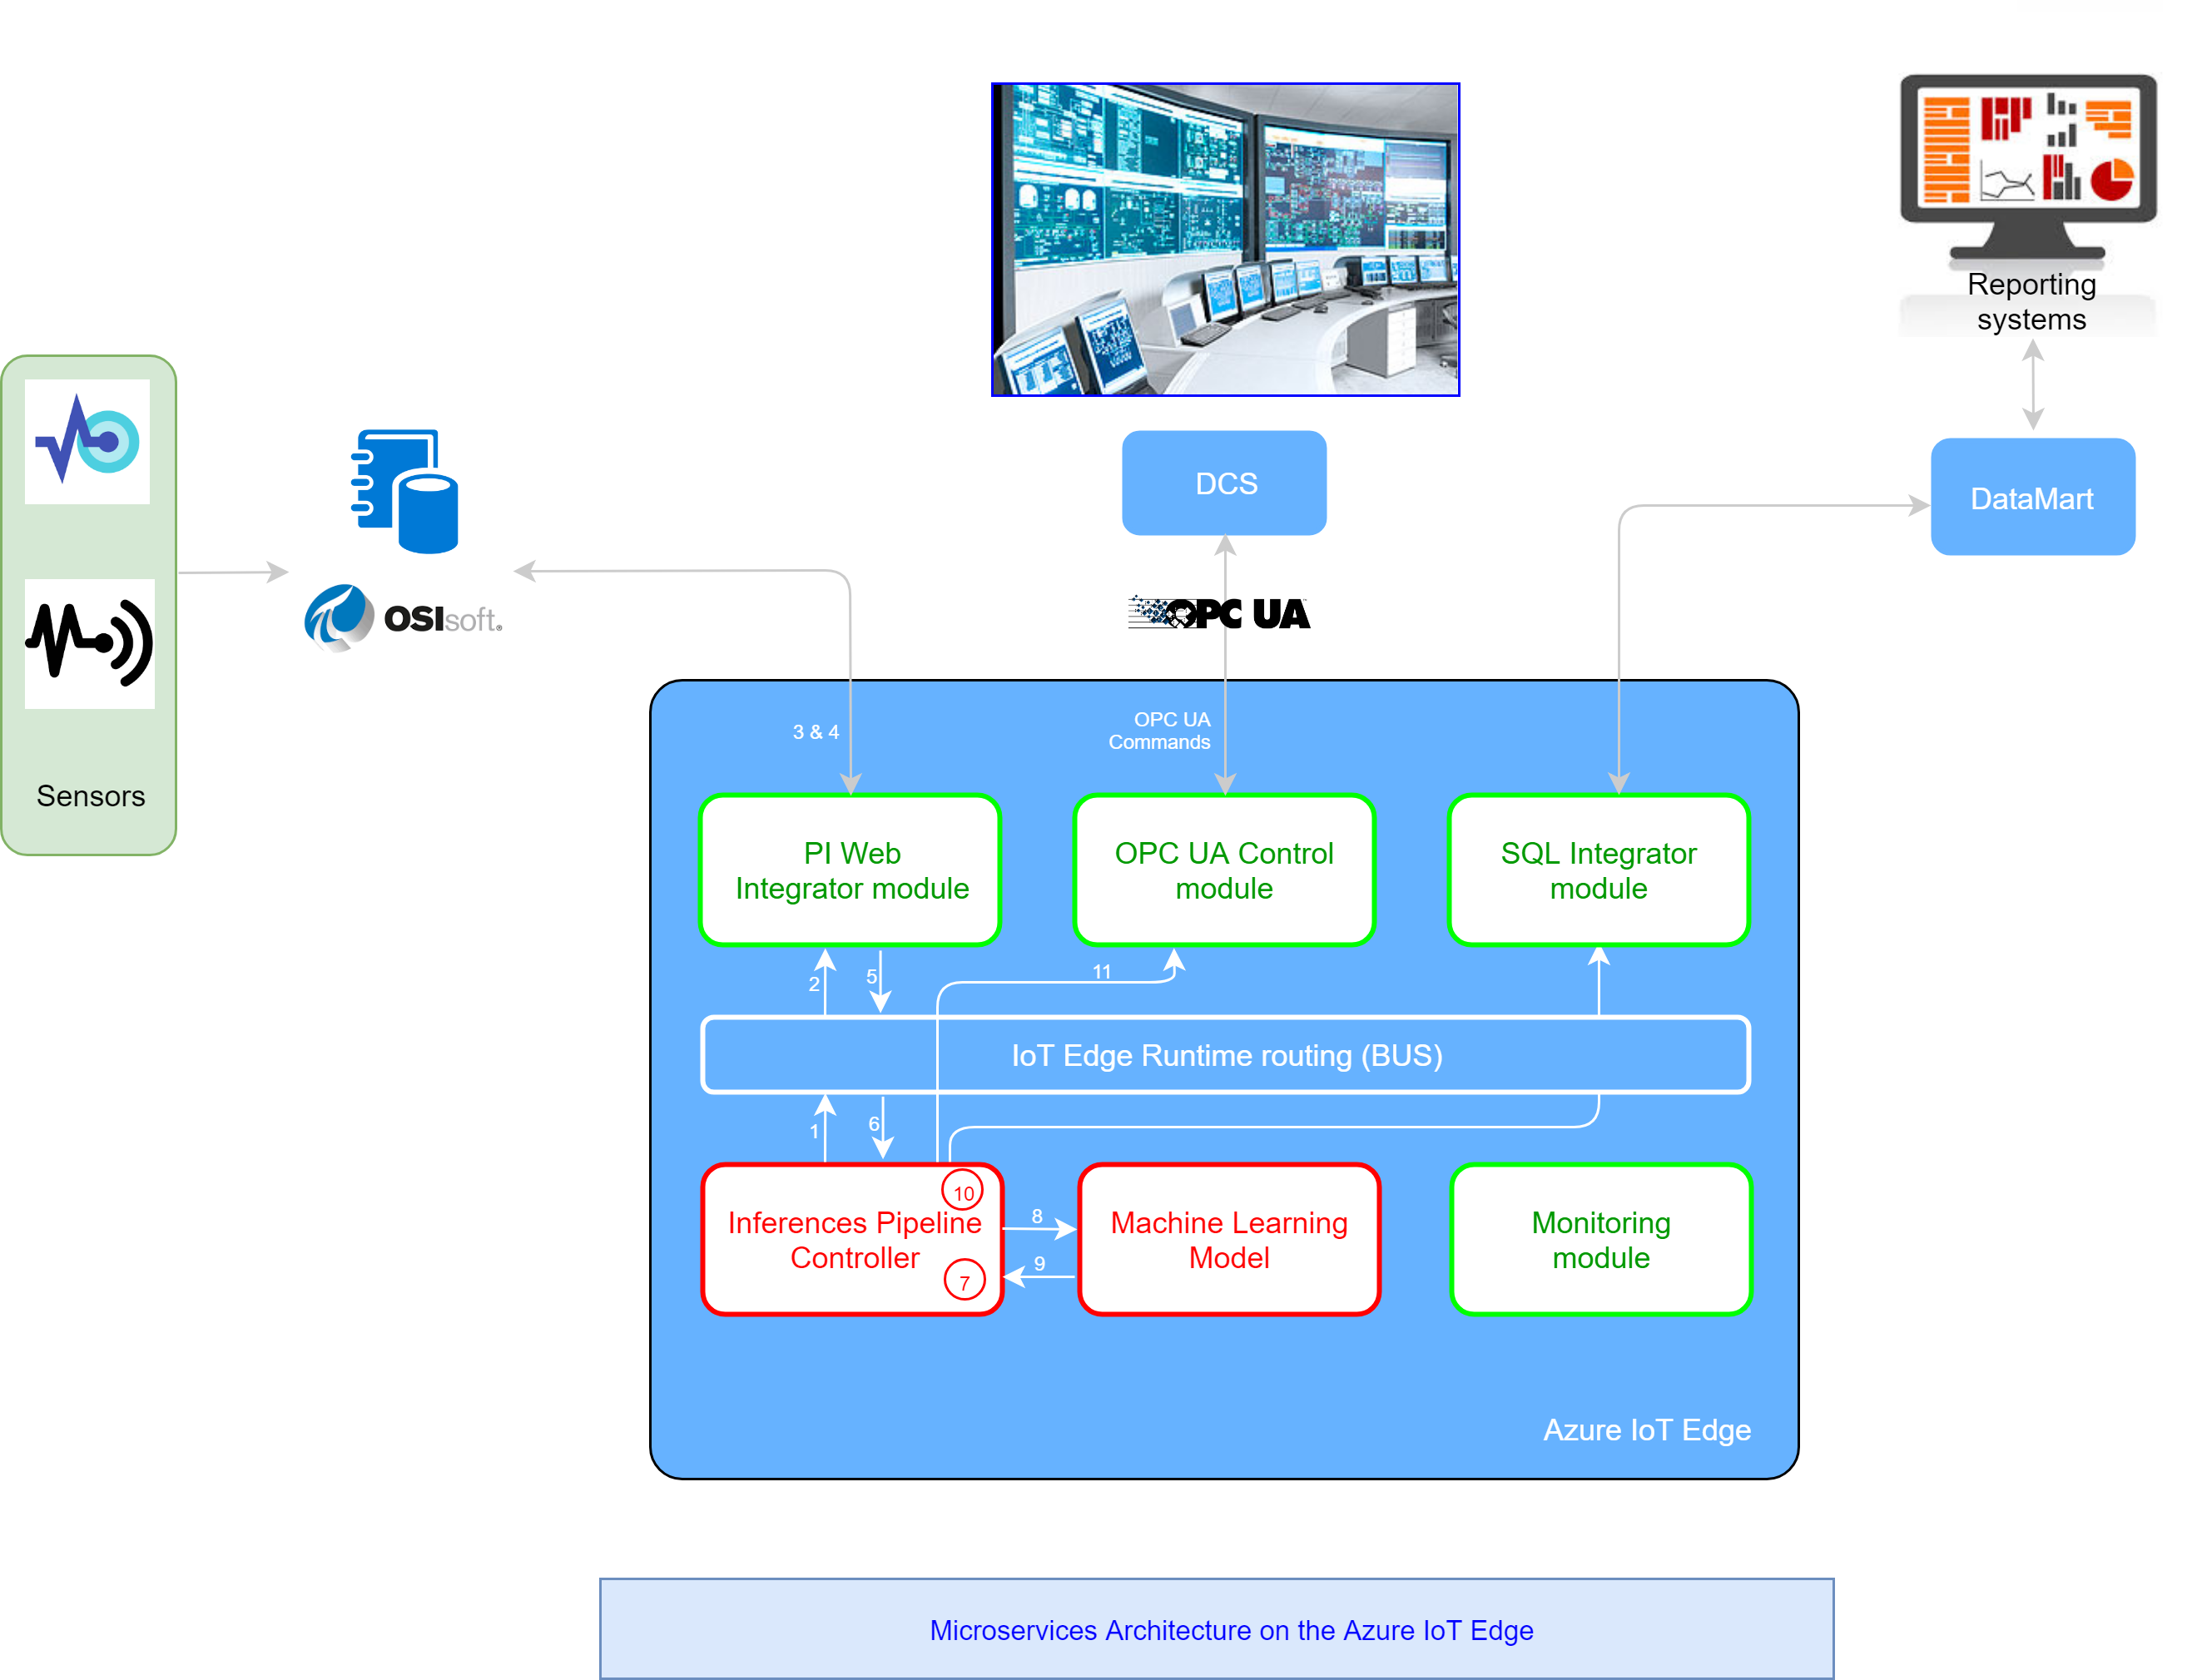 Reporting
systems
DCS
DataMart
OSIsoft®
OPC UA
Sensors
3 & 4
OPC UA
Commands
PI Web
Integrator module
OPC UA Control
module
SQL Integrator
module
2
5
11
IoT Edge Runtime routing (BUS)
1
6
10
Inferences Pipeline
Controller
7
8
9
Machine Learning
Model
Monitoring
module
Azure IoT Edge
Microservices Architecture on the Azure IoT Edge